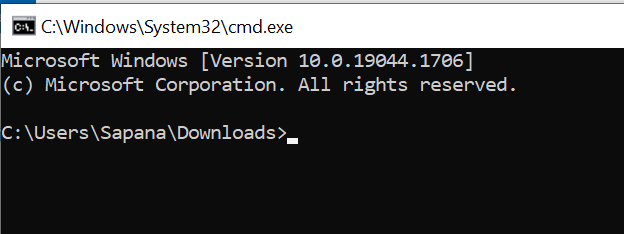 C:\Windows\System32\cmd.exe
Microsoft Windows [Version 10.0.19044.1706]
(c) Microsoft Corporation. All rights reserved.
C:\Users\Sapana\Downloads>